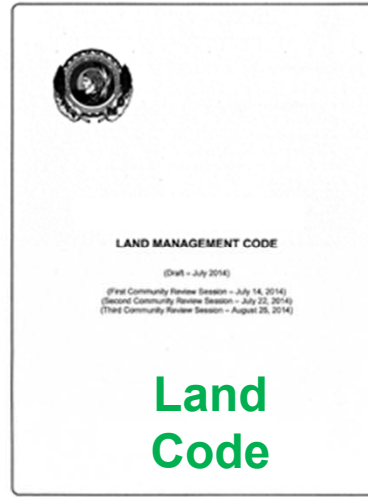 LAND MANAGEMENT CODE
(Draft – July 2014)
(First Community Review Session – July 14, 2014)
(Second Community Review Session – July 22, 2014)
(Third Community Review Session – August 26, 2014)
Land
Code